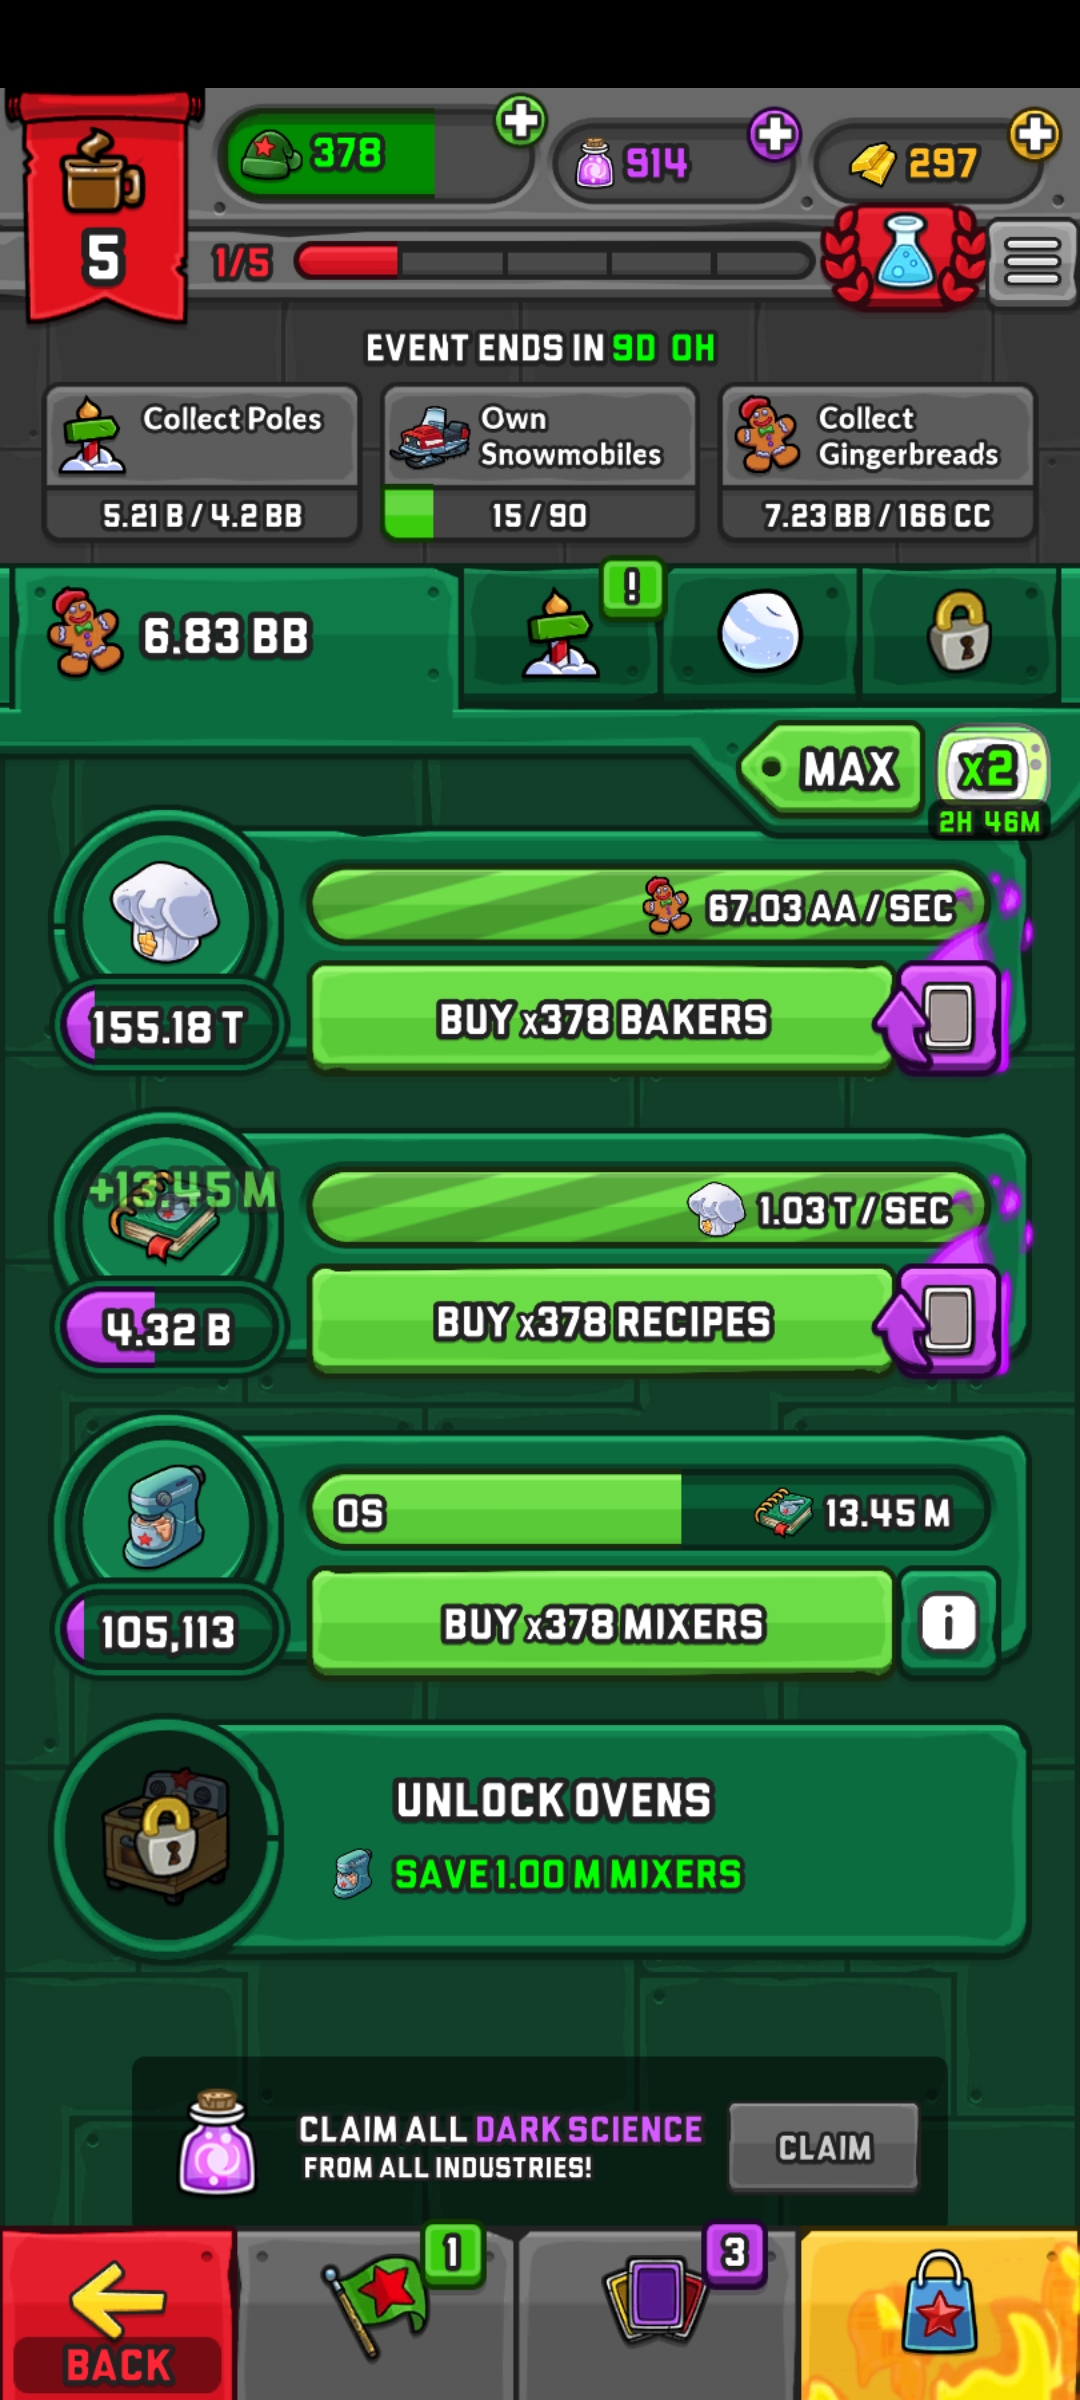 378
914
297
5
1/5
EVENT ENDS IN 9D 0H
Collect Poles
Own
Snowmobiles
Collect
Gingerbreads
5.21 B / 4.2 BB
15 / 90
7.23 BB / 166 CC
6.83 BB
!
MAX
x2
2H 46M
67.03 AA / SEC
155.18 T
BUY x378 BAKERS
+13.45 M
1.03 T / SEC
4.32 B
BUY x378 RECIPES
0S
13.45 M
105,113
BUY x378 MIXERS
i
UNLOCK OVENS
SAVE 1.00 M MIXERS
CLAIM ALL DARK SCIENCE
FROM ALL INDUSTRIES!
CLAIM
1
3
BACK